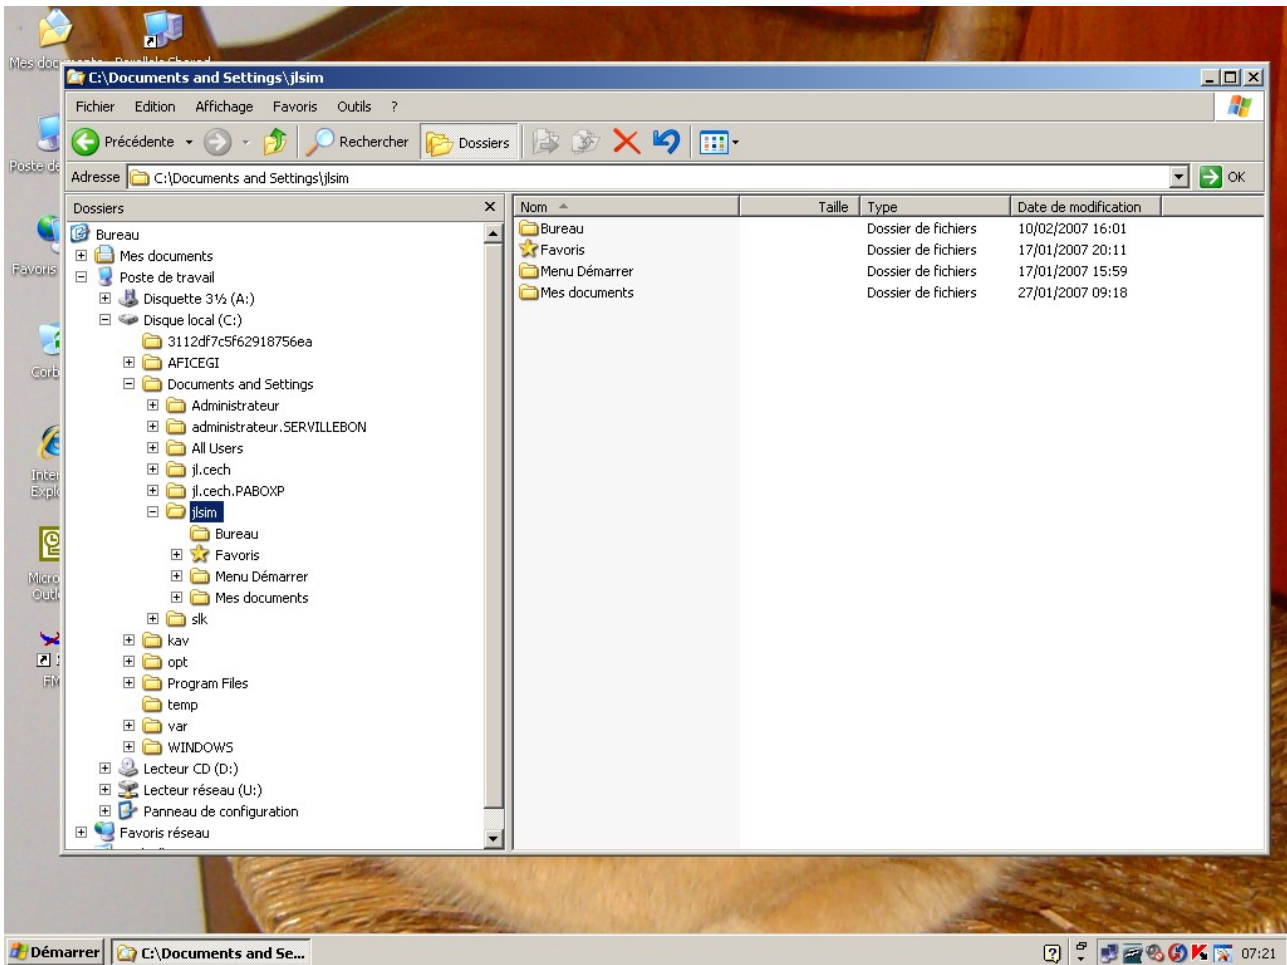 Mes
C:\Documents and Settings\jlsim
Fichier Edition Affichage Favoris Outils ?
Précédente Rechercher Dossiers
Adresse C:\Documents and Settings\jlsim OK
Dossiers
Bureau
Mes documents
Poste de travail
Disquette 3½ (A:)
Disque local (C:)
3112df7c5f62918756ea
AFICEGI
Documents and Settings
Administrateur
administrateur.SERVILLEBON
All Users
jl.cech
jl.cech.PABOXP
jlsim
Bureau
Favoris
Menu Démarrer
Mes documents
slk
kav
opt
Program Files
temp
var
WINDOWS
Lecteur CD (D:)
Lecteur réseau (U:)
Panneau de configuration
Favoris réseau
Nom Taille Type Date de modification
Bureau Dossier de fichiers 10/02/2007 16:01
Favoris Dossier de fichiers 17/01/2007 20:11
Menu Démarrer Dossier de fichiers 17/01/2007 15:59
Mes documents Dossier de fichiers 27/01/2007 09:18
Poste de
Favoris
Démarrer C:\Documents and Se... 07:21